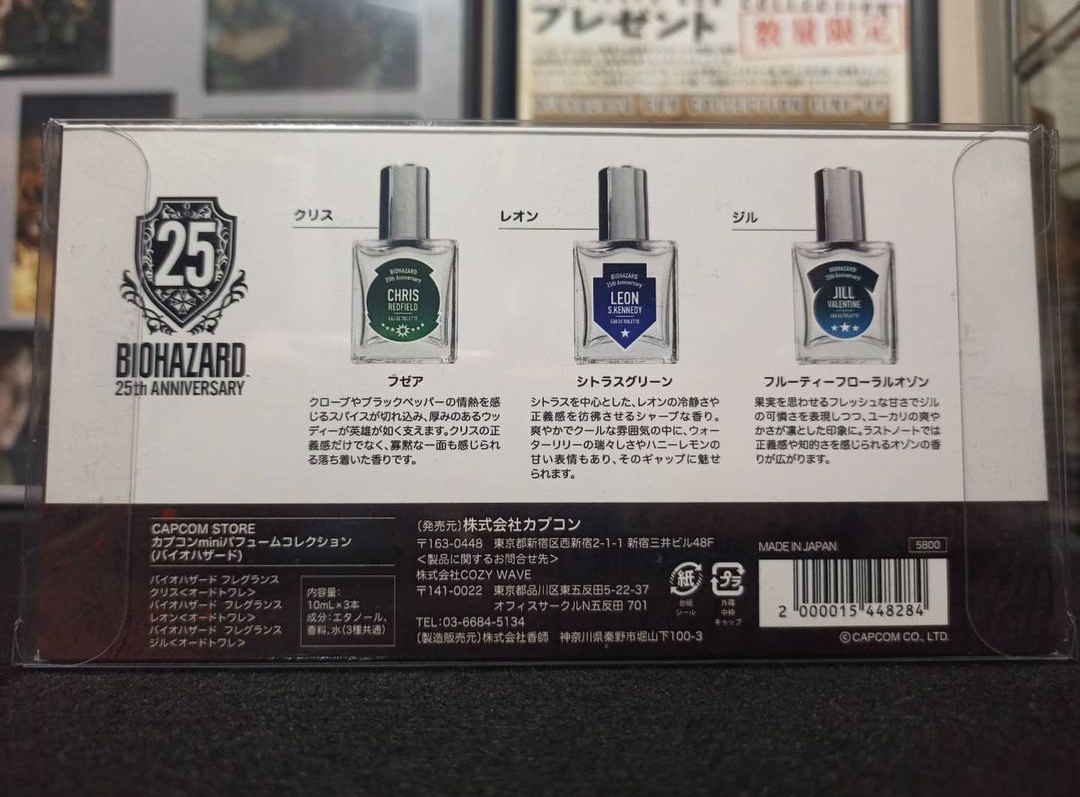 プレゼント
数量限定
25
BIOHAZARD
25th ANNIVERSARY
クリス
BIOHAZARD
25th Anniversary
CHRIS
REDFIELD
EAU DE TOILETTE
フゼア
クローブやブラックペッパーの情熱を感
じるスパイスが切れ込み、厚みのあるウッ
ディーが英雄が如く支えます。クリスの正
義感だけでなく、寡黙な一面も感じられ
る落ち着いた香りです。
レオン
BIOHAZARD
25th Anniversary
LEON
S.KENNEDY
EAU DE TOILETTE
シトラスグリーン
シトラスを中心とした、レオンの冷静さや
正義感を彷彿させるシャープな香り。
爽やかでクールな雰囲気の中に、ウォー
ターリリーの瑞々しさやハニーレモンの
甘い表情もあり、そのギャップに魅せ
られます。
ジル
BIOHAZARD
25th Anniversary
JILL
VALENTINE
EAU DE TOILETTE
フルーティーフローラルオゾン
果実を思わせるフレッシュな甘さでジル
の可憐さを表現しつつ、ユーカリの爽や
かさが凛とした印象に。ラストノートでは
正義感や知的さを感じられるオゾンの香
りが広がります。
CAPCOM STORE
カプコンminiパフュームコレクション
(バイオハザード)
バイオハザード フレグランス
クリス<オードトワレ>
バイオハザード フレグランス
レオン<オードトワレ>
バイオハザード フレグランス
ジル<オードトワレ>
内容量:
10mL×3本
成分:エタノール、
香料、水(3種共通)
〔発売元〕株式会社カプコン
〒163-0448 東京都新宿区西新宿2-1-1 新宿三井ビル48F
<製品に関するお問合せ先>
株式会社COZY WAVE
〒141-0022 東京都品川区東五反田5-22-37
オフィスサークルN五反田 701
TEL:03-6684-5134
〔製造販売元〕株式会社香師 神奈川県秦野市堀山下100-3
紙
台紙
シール
プラ
外箱
中枠
キャップ
MADE IN JAPAN
5800
2 000015 448284
©CAPCOM CO., LTD.